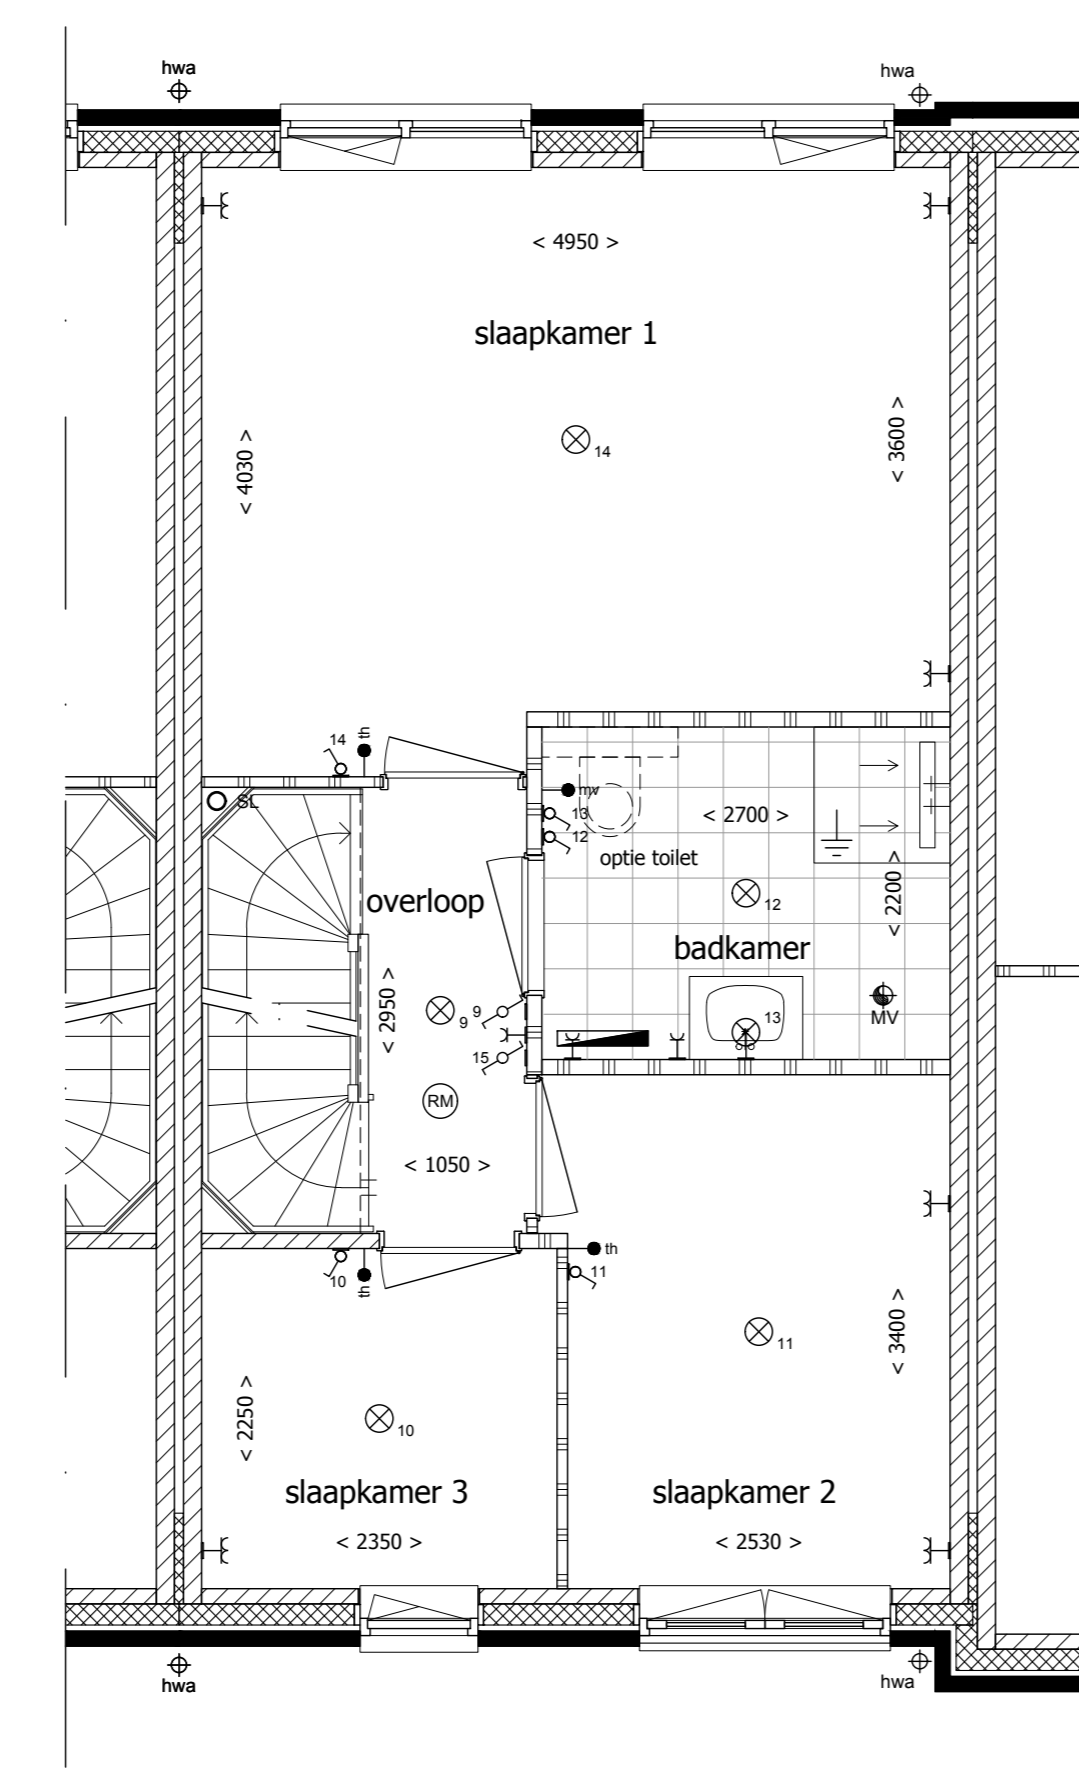 hwa
hwa
< 4950 >
slaapkamer 1
< 3600 >
< 4030 >
14
14
th
SL
mv
13
12
< 2700 >
optie toilet
< 2200 >
overloop
12
badkamer
< 2950 >
9
9
15
13
MV
RM
< 1050 >
th
10
th
11
11
< 3400 >
< 2250 >
10
slaapkamer 3
slaapkamer 2
< 2350 >
< 2530 >
hwa
hwa